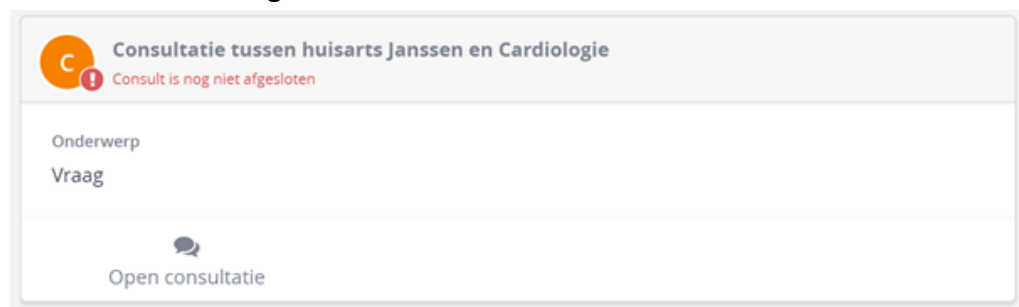 C
Consultatie tussen huisarts Janssen en Cardiologie
Consult is nog niet afgesloten
Onderwerp
Vraag
Open consultatie